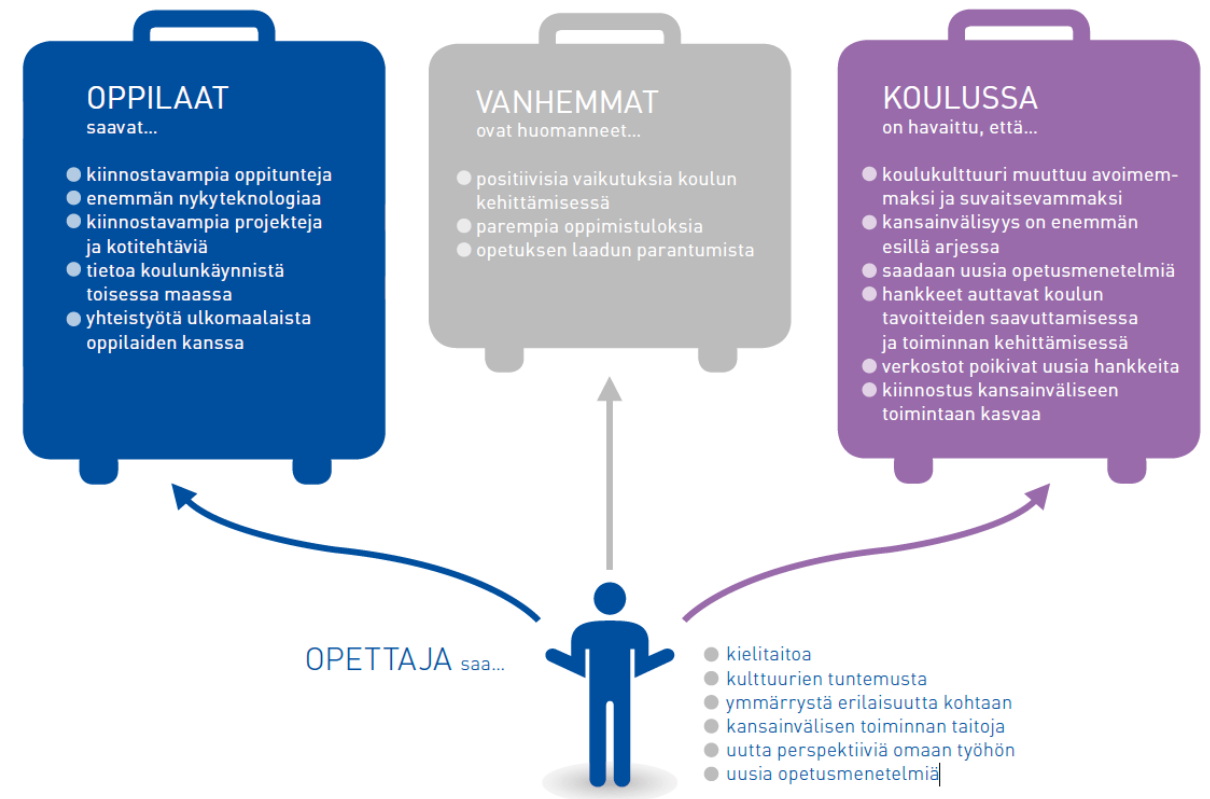 OPPILAAT
saavat...
kiinnostavampia oppitunteja
enemmän nykyteknologiaa
kiinnostavampia projekteja
ja kotitehtäviä
tietoa koulunkäynnistä
toisessa maassa
yhteistyötä ulkomaalaista
oppilaiden kanssa
VANHEMMAT
ovat huomanneet...
positiivisia vaikutuksia koulun
kehittämisessä
parempia oppimistuloksia
opetuksen laadun parantumista
KOULUSSA
on havaittu, että...
koulukulttuuri muuttuu avoimem-
maksi ja suvaitsevammaksi
kansainvälisyys on enemmän
esillä arjessa
saadaan uusia opetusmenetelmiä
hankkeet auttavat koulun
tavoitteiden saavuttamisessa
ja toiminnan kehittämisessä
verkostot poikivat uusia hankkeita
kiinnostus kansainväliseen
toimintaan kasvaa
OPETTAJA saa...
kielitaitoa
kulttuurien tuntemusta
ymmärrystä erilaisuutta kohtaan
kansainvälisen toiminnan taitoja
uutta perspektiiviä omaan työhön
uusia opetusmenetelmiä